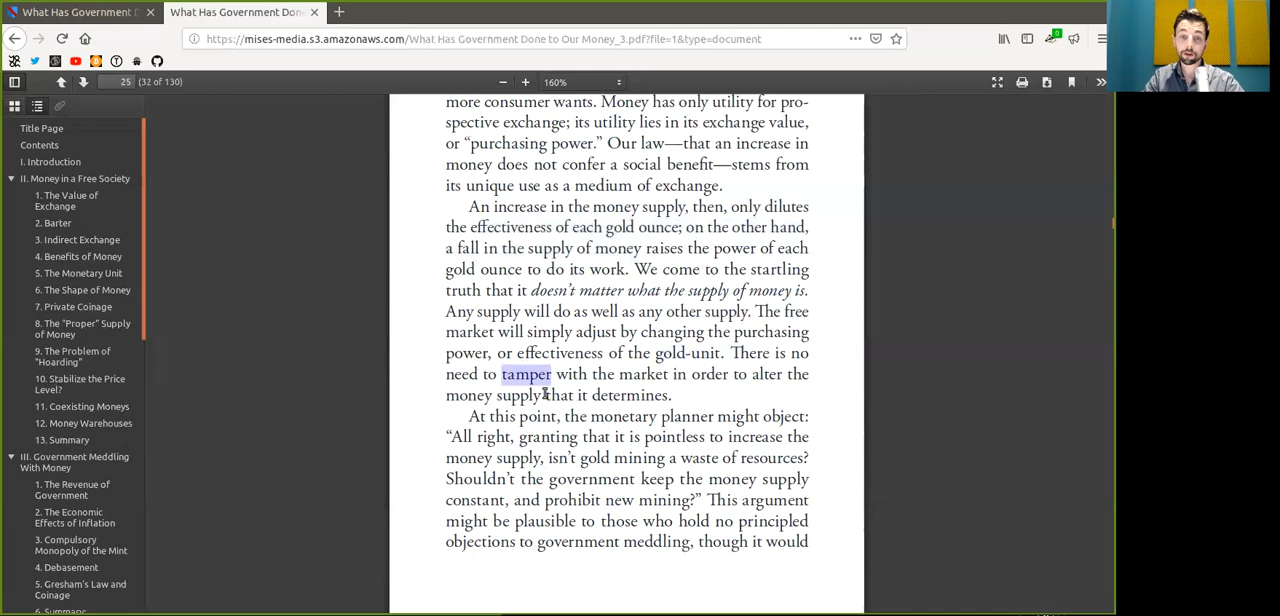 What Has Government D
What Has Government Done
https://mises-media.s3.amazonaws.com/What Has Government Done to Our Money_3.pdf?file=1&type=document
25 (32 of 130)
160%
Title Page
Contents
I. Introduction
II. Money in a Free Society
1. The Value of
Exchange
2. Barter
3. Indirect Exchange
4. Benefits of Money
5. The Monetary Unit
6. The Shape of Money
7. Private Coinage
8. The "Proper" Supply
of Money
9. The Problem of
"Hoarding"
10. Stabilize the Price
Level?
11. Coexisting Moneys
12. Money Warehouses
13. Summary
III. Government Meddling
With Money
1. The Revenue of
Government
2. The Economic
Effects of Inflation
3. Compulsory
Monopoly of the Mint
4. Debasement
5. Gresham's Law and
Coinage
6. Summary:
more consumer wants. Money has only utility for pro-
spective exchange; its utility lies in its exchange value,
or “purchasing power.” Our law—that an increase in
money does not confer a social benefit—stems from
its unique use as a medium of exchange.
An increase in the money supply, then, only dilutes
the effectiveness of each gold ounce; on the other hand,
a fall in the supply of money raises the power of each
gold ounce to do its work. We come to the startling
truth that it doesn’t matter what the supply of money is.
Any supply will do as well as any other supply. The free
market will simply adjust by changing the purchasing
power, or effectiveness of the gold-unit. There is no
need to tamper with the market in order to alter the
money supply that it determines.
At this point, the monetary planner might object:
“All right, granting that it is pointless to increase the
money supply, isn’t gold mining a waste of resources?
Shouldn’t the government keep the money supply
constant, and prohibit new mining?” This argument
might be plausible to those who hold no principled
objections to government meddling, though it would